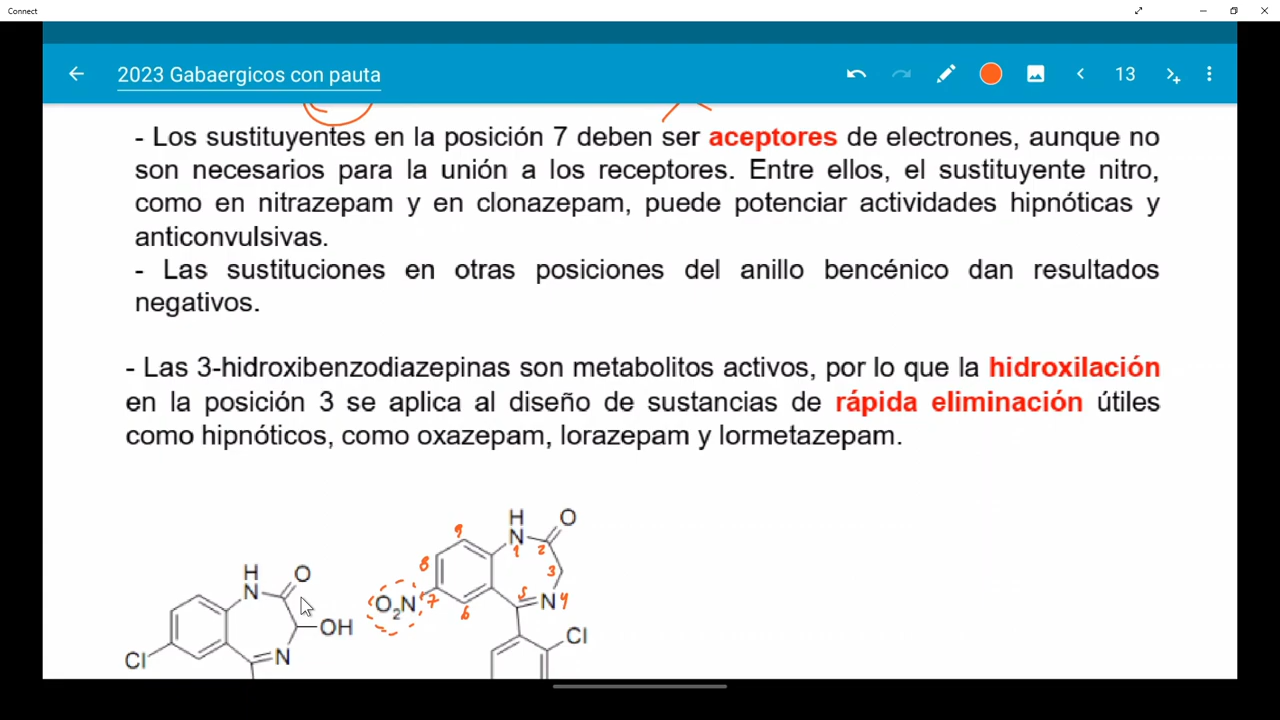 Connect
2023 Gabaergicos con pauta
13
- Los sustituyentes en la posición 7 deben ser aceptores de electrones, aunque no
son necesarios para la unión a los receptores. Entre ellos, el sustituyente nitro,
como en nitrazepam y en clonazepam, puede potenciar actividades hipnóticas y
anticonvulsivas.
- Las sustituciones en otras posiciones del anillo bencénico dan resultados
negativos.
- Las 3-hidroxibenzodiazepinas son metabolitos activos, por lo que la hidroxilación
en la posición 3 se aplica al diseño de sustancias de rápida eliminación útiles
como hipnóticos, como oxazepam, lorazepam y lormetazepam.
H
N
O
OH
N
Cl
H
N
O
O2N
N
Cl
1
2
3
4
5
6
7
8
9